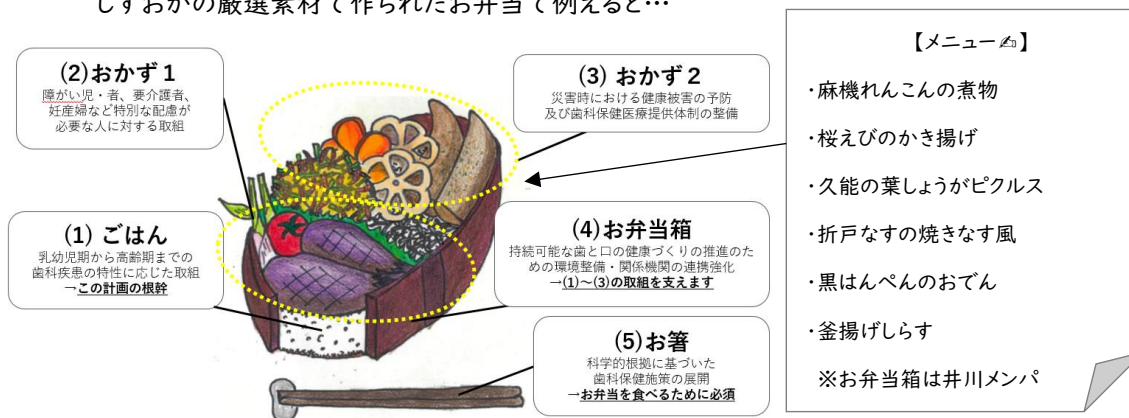 しずおかの厳選素材で作られたお弁当で例えると…
(2)おかず１
障がい児・者、要介護者、
妊産婦など特別な配慮が
必要な人に対する取組
(3) おかず２
災害時における健康被害の予防
及び歯科保健医療提供体制の整備
(1) ごはん
乳幼児期から高齢期までの
歯科疾患の特性に応じた取組
→この計画の根幹
(4)お弁当箱
持続可能な歯と口の健康づくりの推進のた
めの環境整備・関係機関の連携強化
→(1)～(3)の取組を支えます
(5)お箸
科学的根拠に基づいた
歯科保健施策の展開
→お弁当を食べるために必須
【メニュー✍】
・麻機れんこんの煮物
・桜えびのかき揚げ
・久能の葉しょうがピクルス
・折戸なすの焼きなす風
・黒はんぺんのおでん
・釜揚げしらす
※お弁当箱は井川メンパ